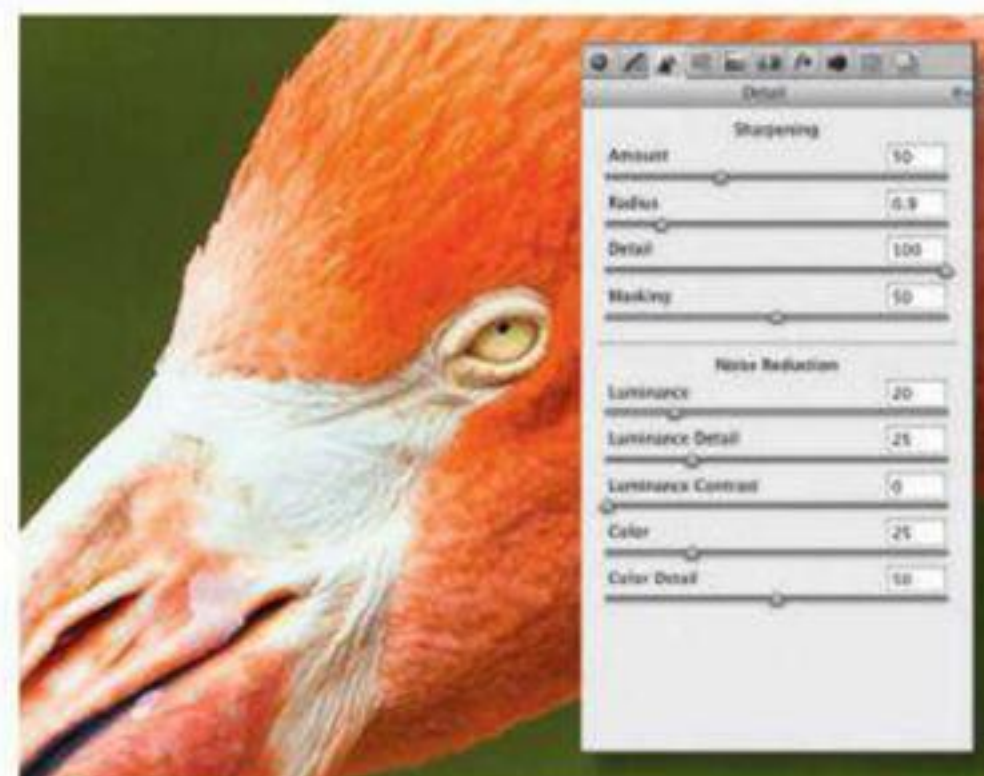 Detail
Sharpening
Amount 50
Radius 0.9
Detail 100
Masking 50
Noise Reduction
Luminance 20
Luminance Detail 25
Luminance Contrast 0
Color 25
Color Detail 50